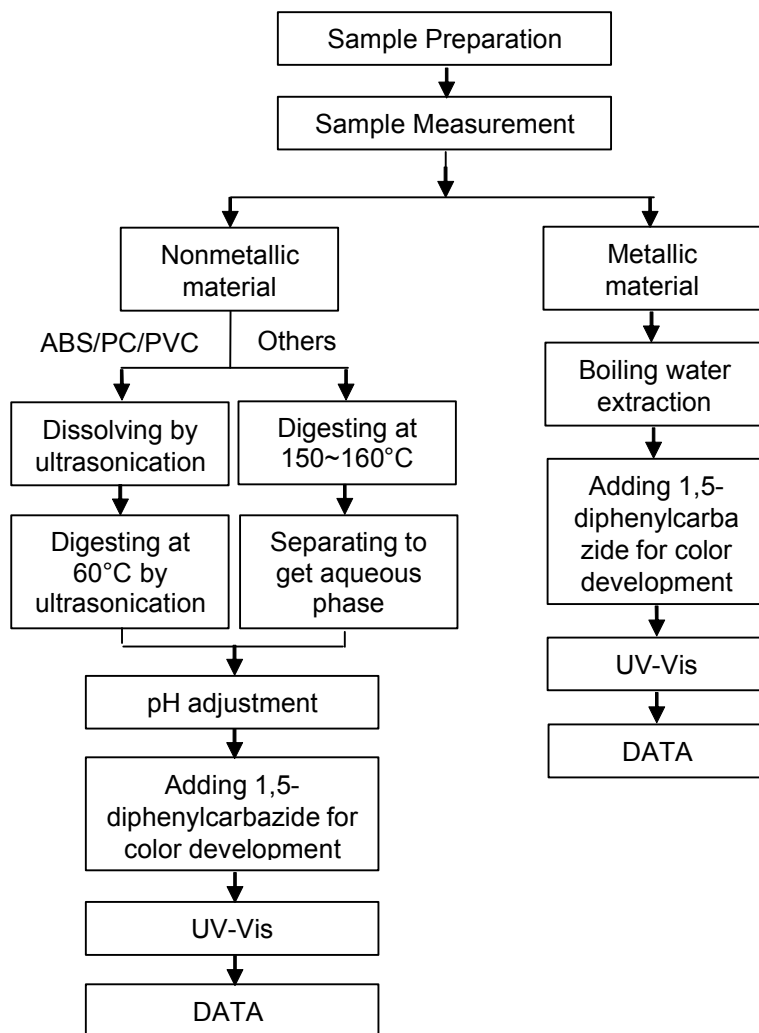 Sample Preparation
Sample Measurement
Nonmetallic
material
Metallic
material
ABS/PC/PVC
Others
Boiling water
extraction
Dissolving by
ultrasonication
Digesting at
150~160°C
Adding 1,5-
diphenylcarba
zide for color
development
Digesting at
60°C by
ultrasonication
Separating to
get aqueous
phase
UV-Vis
pH adjustment
DATA
Adding 1,5-
diphenylcarbazide for
color development
UV-Vis
DATA